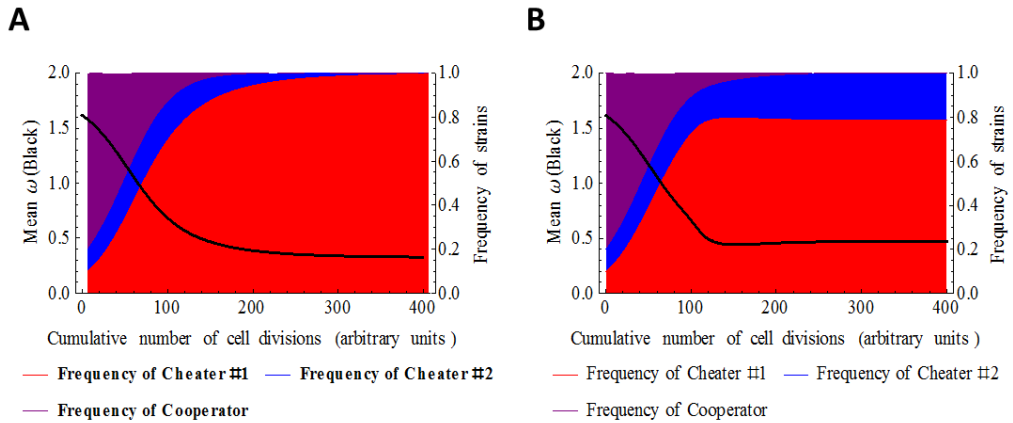 A
B
2.0
1.5
1.0
0.5
0.0
Mean ω (Black)
1.0
0.8
0.6
0.4
0.2
0.0
Frequency of strains
0 100 200 300 400
Cumulative number of cell divisions (arbitrary units )
Frequency of Cheater #1
Frequency of Cheater #2
Frequency of Cooperator
2.0
1.5
1.0
0.5
0.0
Mean ω (Black)
1.0
0.8
0.6
0.4
0.2
0.0
Frequency of strains
0 100 200 300 400
Cumulative number of cell divisions (arbitrary units )
Frequency of Cheater #1
Frequency of Cheater #2
Frequency of Cooperator